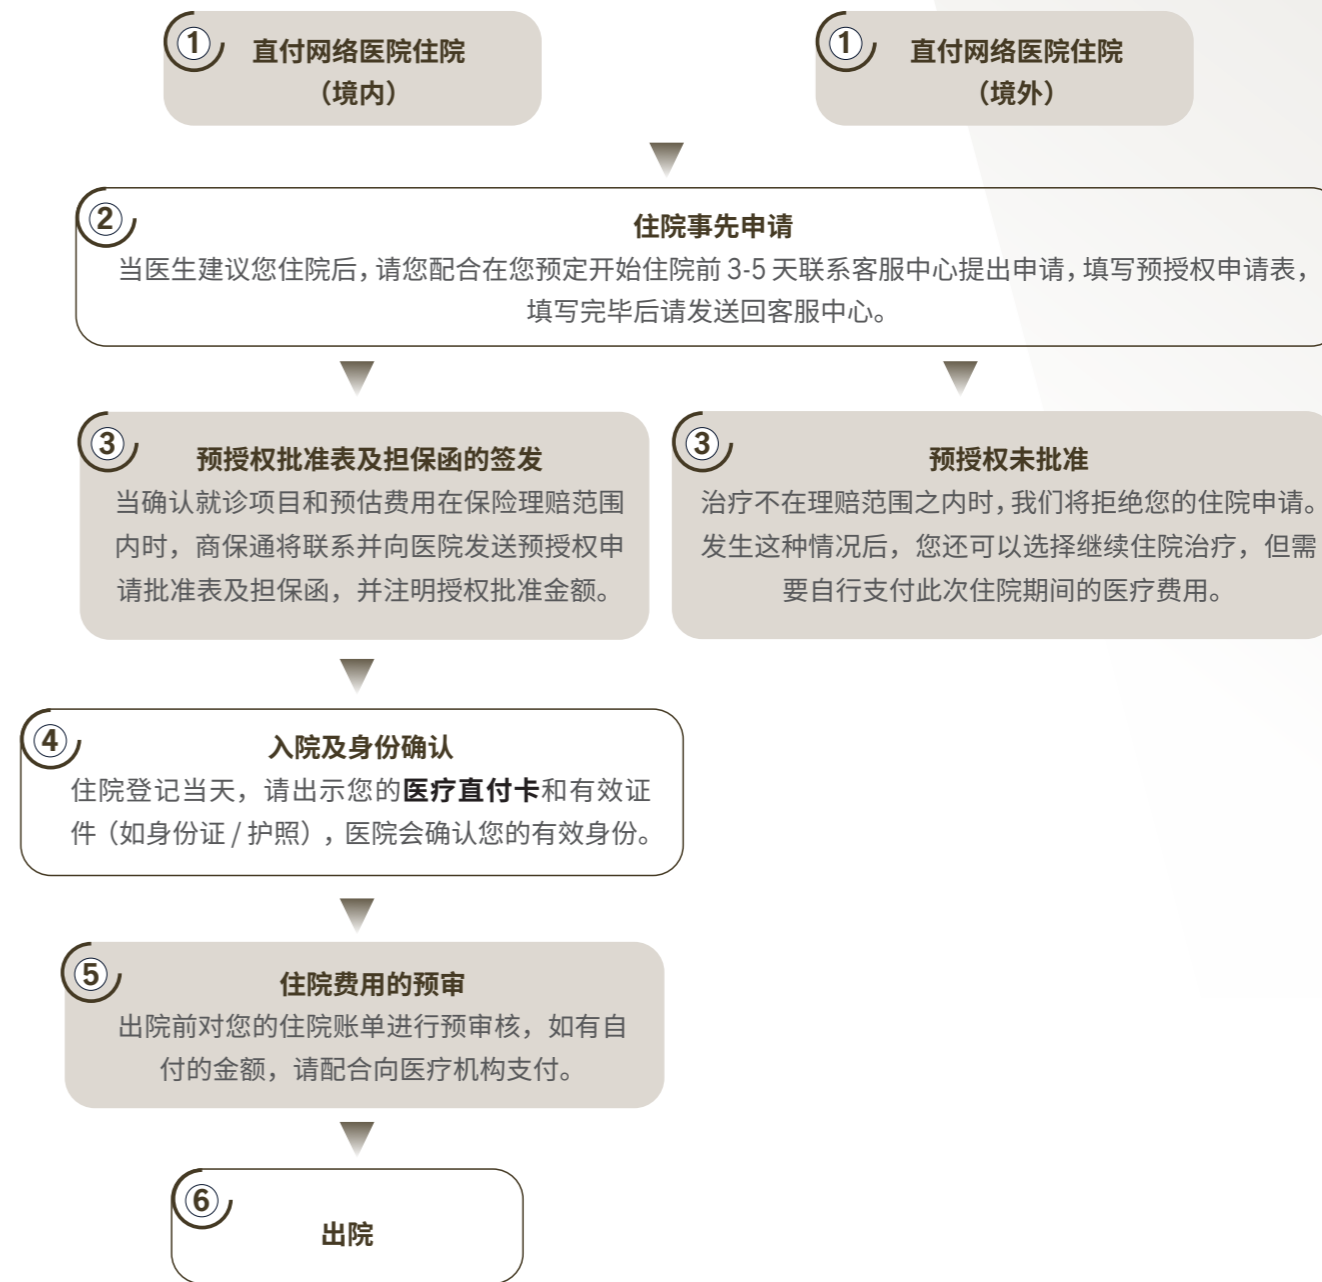 ①
直付网络医院住院
（境内）
①
直付网络医院住院
（境外）
②
住院事先申请
当医生建议您住院后，请您配合在您预定开始住院前 3-5 天联系客服中心提出申请，填写预授权申请表，
填写完毕后请发送回客服中心。
③
预授权批准表及担保函的签发
当确认就诊项目和预估费用在保险理赔范围
内时，商保通将联系并向医院发送预授权申
请批准表及担保函，并注明授权批准金额。
③
预授权未批准
治疗不在理赔范围之内时，我们将拒绝您的住院申请。
发生这种情况后，您还可以选择继续住院治疗，但需
要自行支付此次住院期间的医疗费用。
④
入院及身份确认
住院登记当天，请出示您的医疗直付卡和有效证
件（如身份证 / 护照），医院会确认您的有效身份。
⑤
住院费用的预审
出院前对您的住院账单进行预审核，如有自
付的金额，请配合向医疗机构支付。
⑥
出院